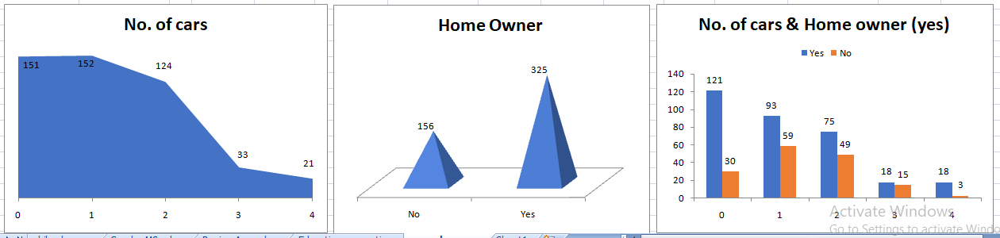 No. of cars
151
152
124
33
21
0 1 2 3 4
Home Owner
156
325
No Yes
No. of cars & Home owner (yes)
Yes No
140
120
100
80
60
40
20
0
121
30
93
59
75
49
18
15
18
3
0 1 2 3 4
Activate Windows
Go to Settings to activate Windo